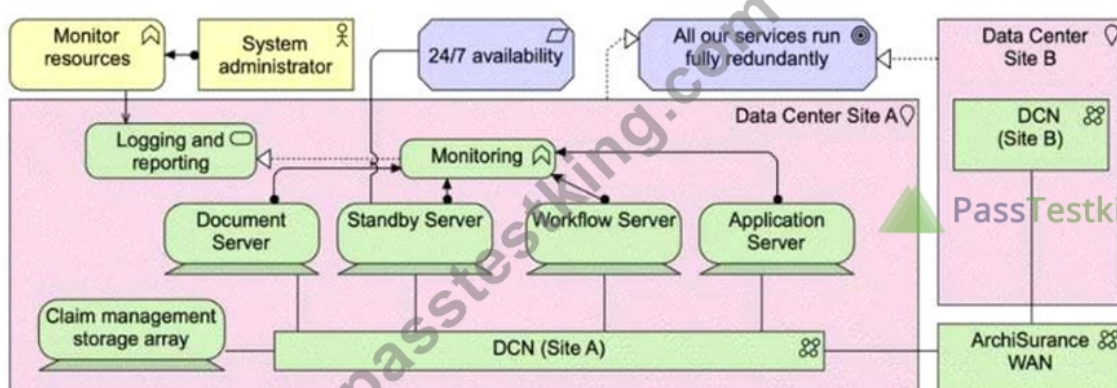 Monitor
resources
System
administrator
24/7 availability
All our services run
fully redundantly
Data Center
Site B
Data Center Site A
DCN
(Site B)
Logging and
reporting
Monitoring
Document
Server
Standby Server
Workflow Server
Application
Server
PassTestk
Claim management
storage array
DCN (Site A)
ArchiSurance
WAN
passtestking.com